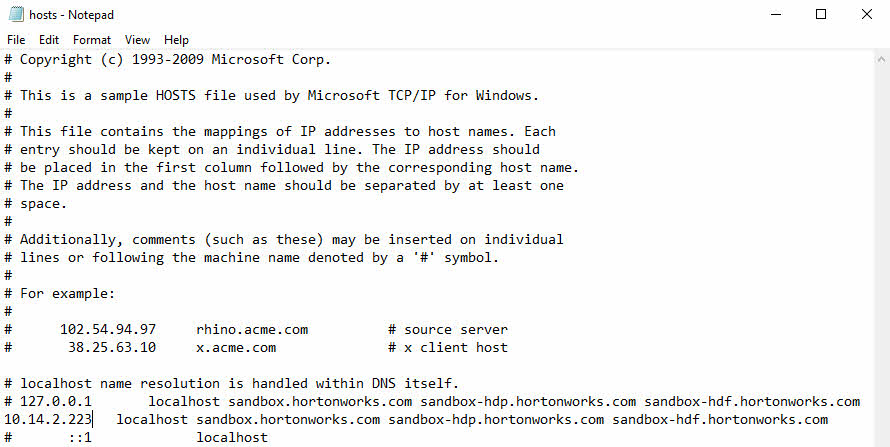 hosts - Notepad
File Edit Format View Help
# Copyright (c) 1993-2009 Microsoft Corp.
#
# This is a sample HOSTS file used by Microsoft TCP/IP for Windows.
#
# This file contains the mappings of IP addresses to host names. Each
# entry should be kept on an individual line. The IP address should
# be placed in the first column followed by the corresponding host name.
# The IP address and the host name should be separated by at least one
# space.
#
# Additionally, comments (such as these) may be inserted on individual
# lines or following the machine name denoted by a '#' symbol.
#
# For example:
#
#      102.54.94.97     rhino.acme.com          # source server
#       38.25.63.10     x.acme.com              # x client host

# localhost name resolution is handled within DNS itself.
# 127.0.0.1       localhost sandbox.hortonworks.com sandbox-hdp.hortonworks.com sandbox-hdf.hortonworks.com
10.14.2.223   localhost sandbox.hortonworks.com sandbox-hdp.hortonworks.com sandbox-hdf.hortonworks.com
#       ::1             localhost